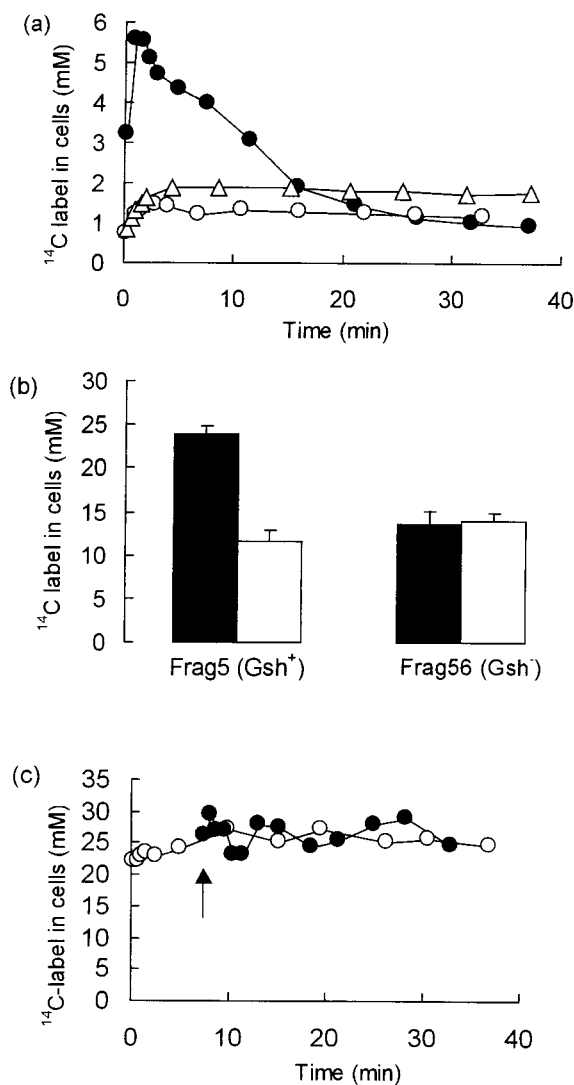 (a)
¹⁴C label in cells (mM)
6
5
4
3
2
1
0
0 10 20 30 40
Time (min)
(b)
¹⁴C label in cells (mM)
30
25
20
15
10
5
0
Frag5 (Gsh⁺) Frag56 (Gsh⁻)
(c)
¹⁴C-label in cells (mM)
35
30
25
20
15
10
5
0
0 10 20 30 40
Time (min)